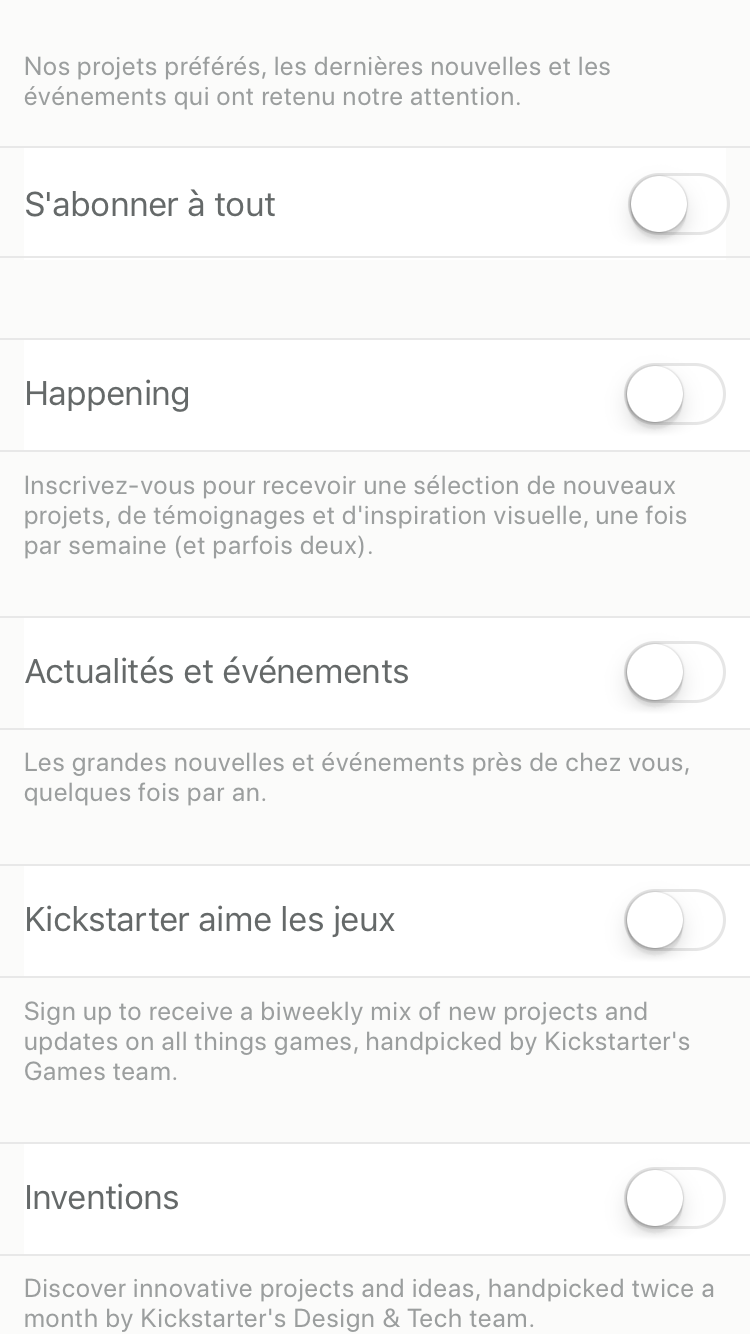 Nos projets préférés, les dernières nouvelles et les
événements qui ont retenu notre attention.
S'abonner à tout
Happening
Inscrivez-vous pour recevoir une sélection de nouveaux
projets, de témoignages et d'inspiration visuelle, une fois
par semaine (et parfois deux).
Actualités et événements
Les grandes nouvelles et événements près de chez vous,
quelques fois par an.
Kickstarter aime les jeux
Sign up to receive a biweekly mix of new projects and
updates on all things games, handpicked by Kickstarter's
Games team.
Inventions
Discover innovative projects and ideas, handpicked twice a
month by Kickstarter's Design & Tech team.